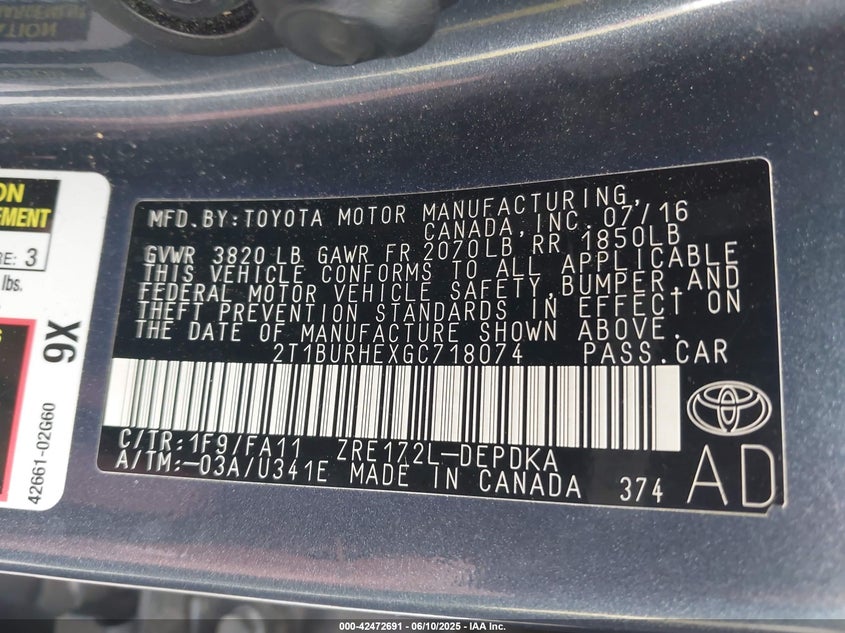 MFD.BY:TOYOTA MOTOR MANUFACTURING,
CANADA,INC. 07/16
GVWR 3820 LB GAWR FR 2070LB RR 1850LB
THIS VEHICLE CONFORMS TO ALL APPLICABLE
FEDERAL MOTOR VEHICLE SAFETY,BUMPER,AND
THEFT PREVENTION STANDARDS IN EFFECT ON
THE DATE OF MANUFACTURE SHOWN ABOVE.
2T1BURHEXGC718074 PASS.CAR
C/TR:1F9/FA11 ZRE172L-DEPDKA
A/TM:-03A/U341E MADE IN CANADA 374 AD
RE: 3
lbs.
9X
42661-02G60
000-42472691 - 06/10/2025 - IAA Inc.